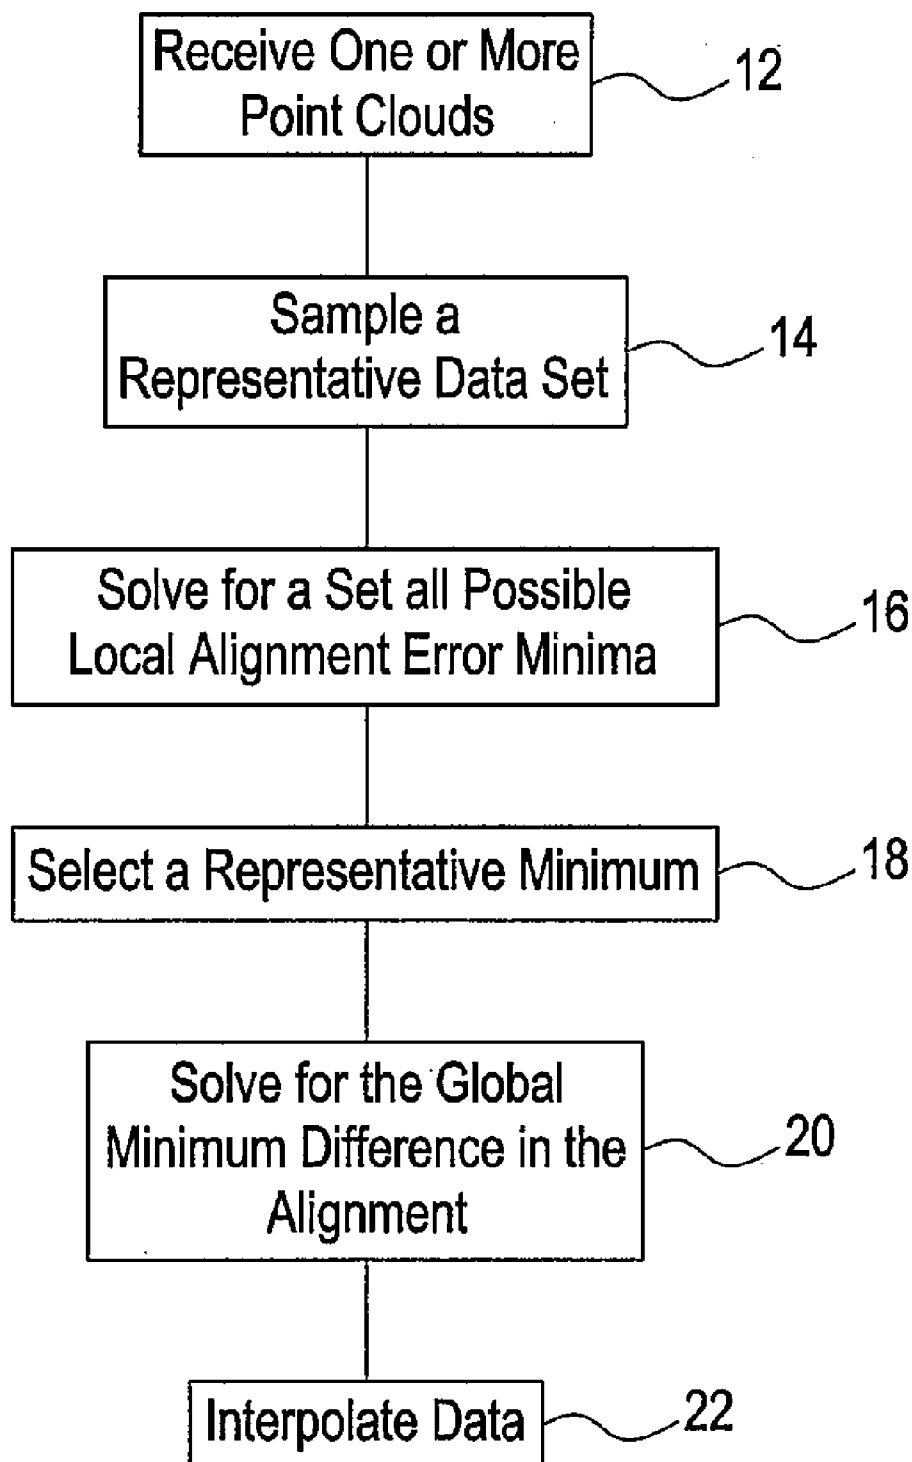 Receive One or More
Point Clouds
12
Sample a
Representative Data Set
14
Solve for a Set all Possible
Local Alignment Error Minima
16
Select a Representative Minimum
18
Solve for the Global
Minimum Difference in the
Alignment
20
Interpolate Data
22